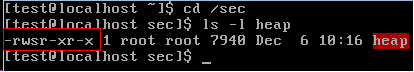 [test@localhost ~]$ cd /sec
[test@localhost sec]$ ls -l heap
-rwsr-xr-x 1 root root 7940 Dec  6 10:16 heap
[test@localhost sec]$ _